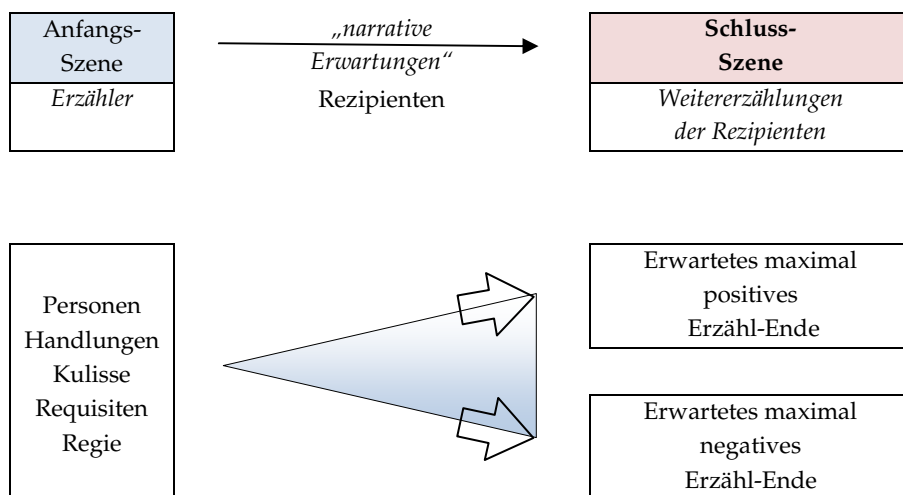 Anfangs-
Szene
Erzähler
„narrative
Erwartungen“
Rezipienten
Schluss-
Szene
Weitererzählungen
der Rezipienten
Personen
Handlungen
Kulisse
Requisiten
Regie
Erwartetes maximal
positives
Erzähl-Ende
Erwartetes maximal
negatives
Erzähl-Ende